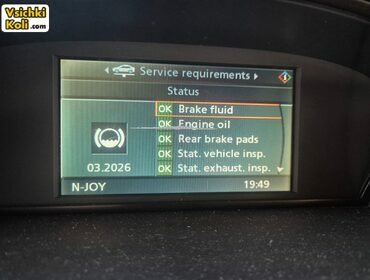 Vsichki
Koli.com
Service requirements
Status
OK Brake fluid
OK Engine oil
OK Rear brake pads
OK Stat. vehicle insp.
OK Stat. exhaust. insp.
03.2026
N-JOY 19:49